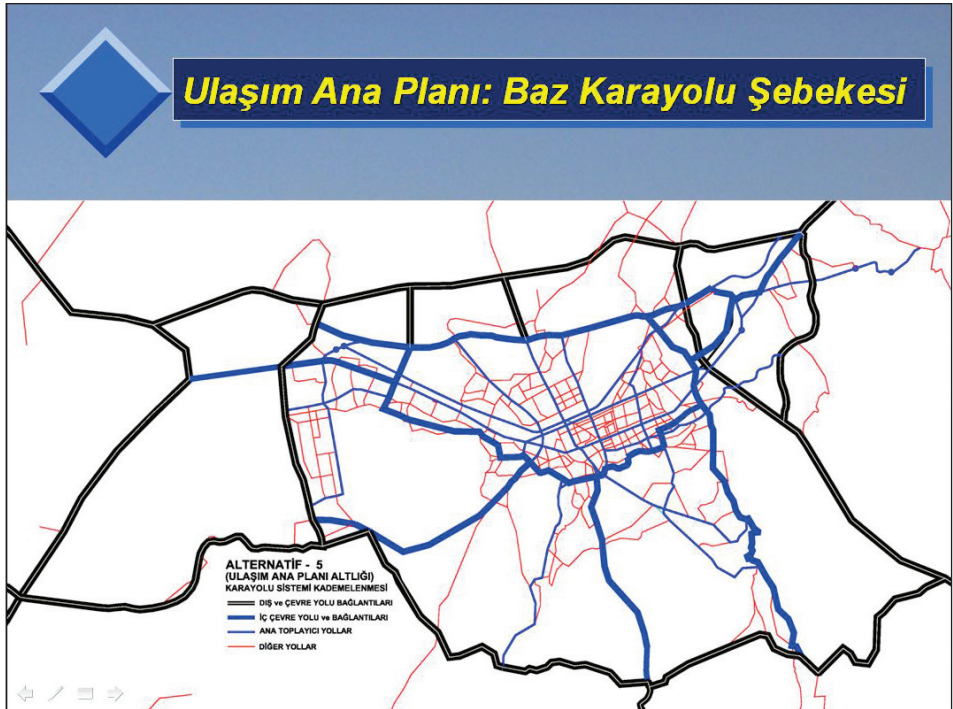 Ulaşım Ana Planı: Baz Karayolu Şebekesi
ALTERNATİF - 5
(ULAŞIM ANA PLANI ALTLIĞI)
KARAYOLU SİSTEMİ KADEMELENMESİ
DIŞ ve ÇEVRE YOLU BAĞLANTILARI
İÇ ÇEVRE YOLU ve BAĞLANTILARI
ANA TOPLAYICI YOLLAR
DİĞER YOLLAR